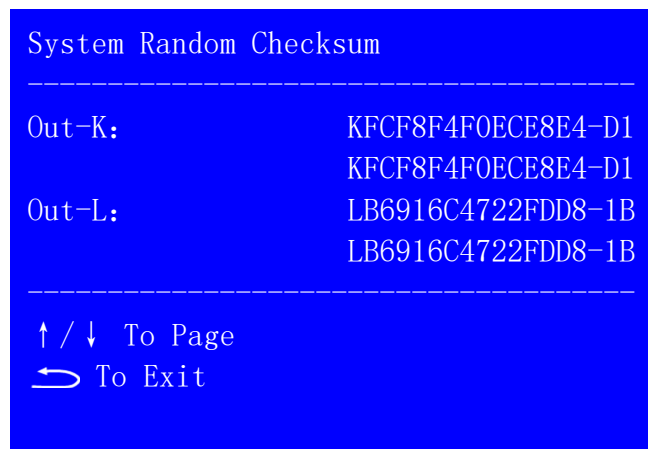 System Random Checksum
--------------------------------------
Out-K: KFCF8F4F0ECE8E4-D1
KFCF8F4F0ECE8E4-D1
Out-L: LB6916C4722FDD8-1B
LB6916C4722FDD8-1B
--------------------------------------
↑/↓ To Page
To Exit